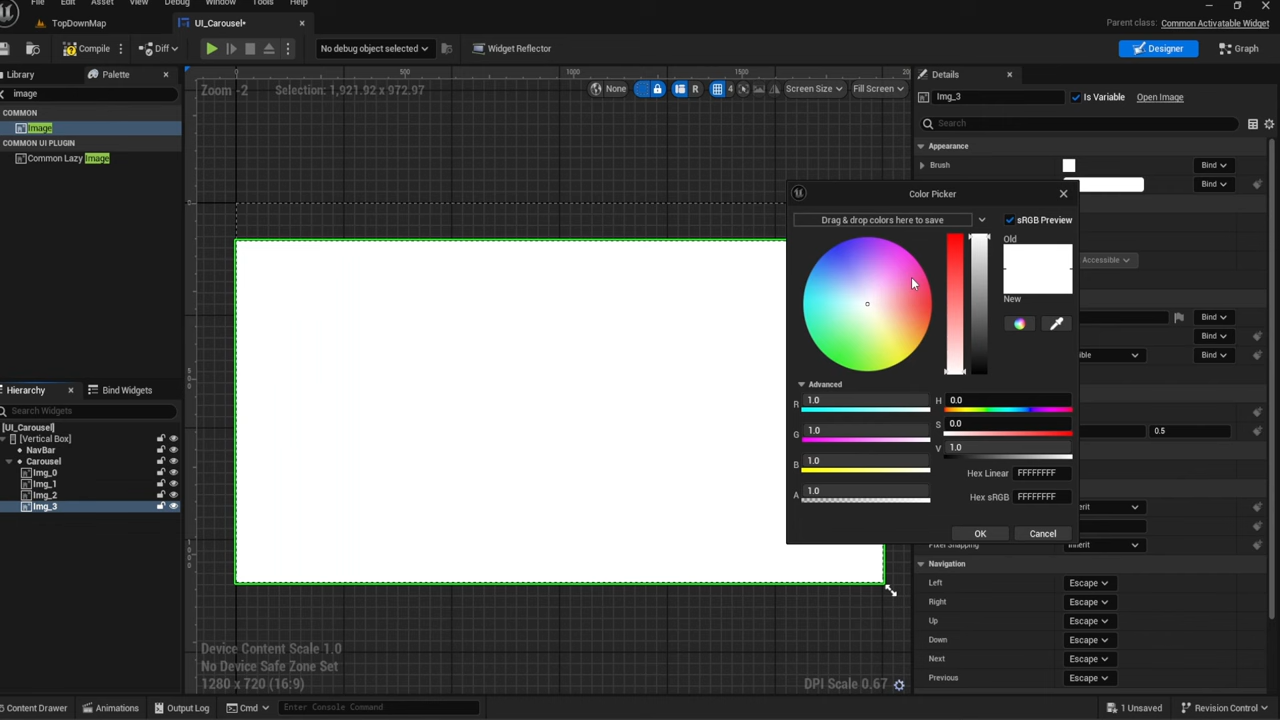 File Edit Asset View Debug Window Tools Help
TopDownMap UI_Carousel•
Parent class: Common Activatable Widget
Compile Diff No debug object selected Widget Reflector Designer Graph
Library Palette
image
COMMON
Image
COMMON UI PLUGIN
Common Lazy Image
0 500 1000 1500 20
Zoom -2 Selection: 1,921.92 x 972.97 None R 4 Screen Size Fill Screen
Details
Img_3 Is Variable Open Image
Search
Appearance
Brush Bind
Bind
Color Picker
Drag & drop colors here to save sRGB Preview
Old
New
Accessible
Bind
Bind
Bind
Advanced
R 1.0 H 0.0
G 1.0 S 0.0
B 1.0 V 1.0
A 1.0
Hex Linear FFFFFFFF
Hex sRGB FFFFFFFF
OK Cancel
0.5
Pixel Snapping Inherit
Navigation
Left Escape
Right Escape
Up Escape
Down Escape
Next Escape
Previous Escape
Hierarchy Bind Widgets
Search Widgets
[UI_Carousel]
[Vertical Box]
NavBar
Carousel
Img_0
Img_1
Img_2
Img_3
Device Content Scale 1.0
No Device Safe Zone Set
1280 x 720 (16:9)
DPI Scale 0.67
Content Drawer Animations Output Log Cmd Enter Console Command 1 Unsaved Revision Control